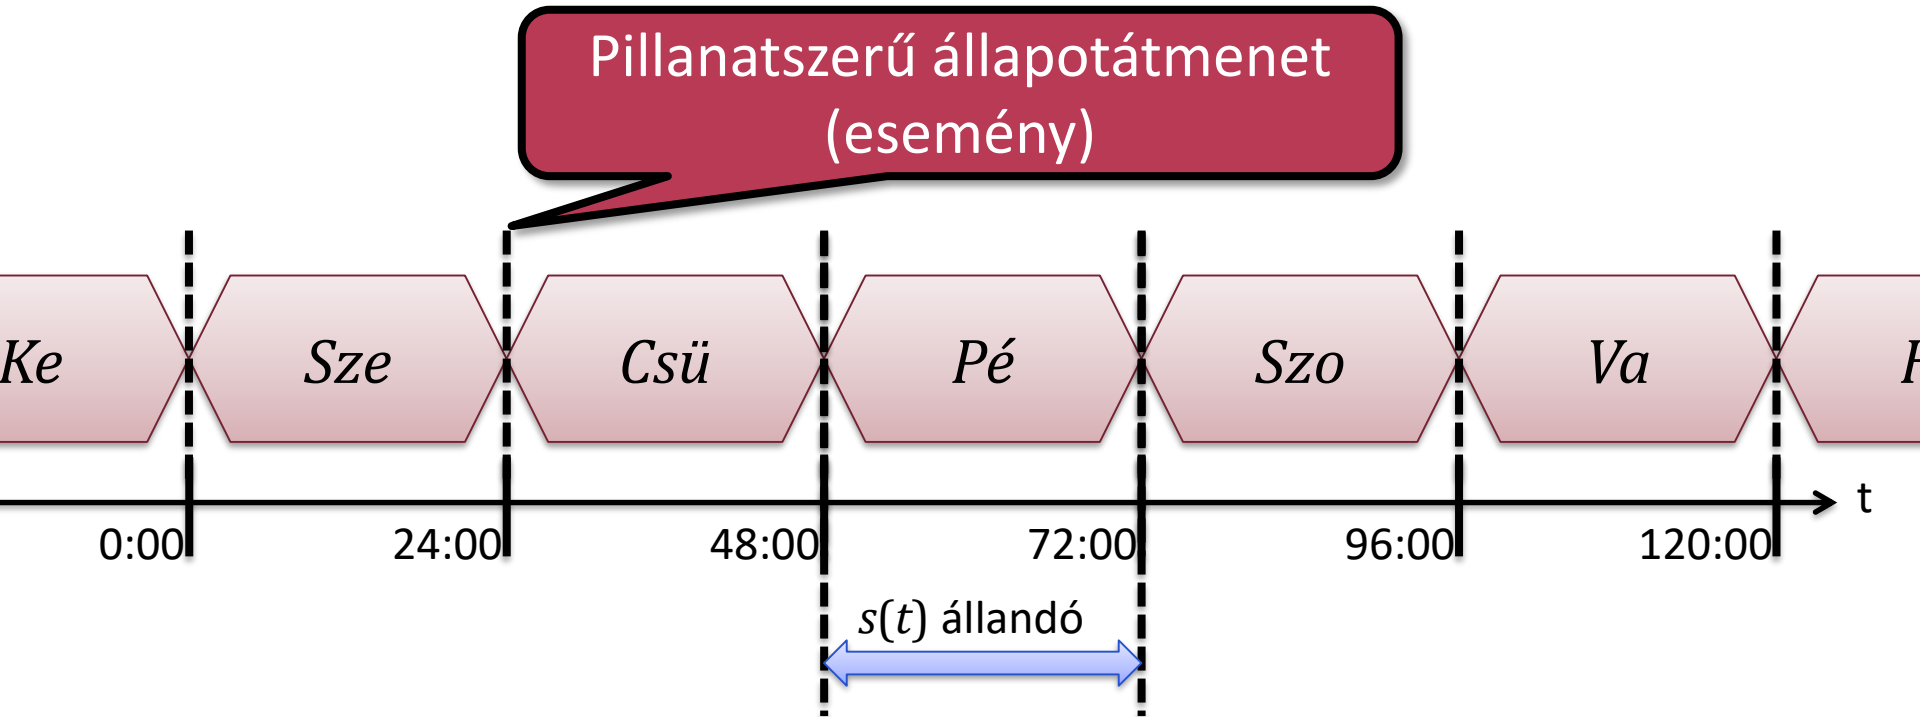 Pillanatszerű állapotátmenet
(esemény)
Ke Sze Csü Pé Szo Va
t
0:00 24:00 48:00 72:00 96:00 120:00
s(t) állandó